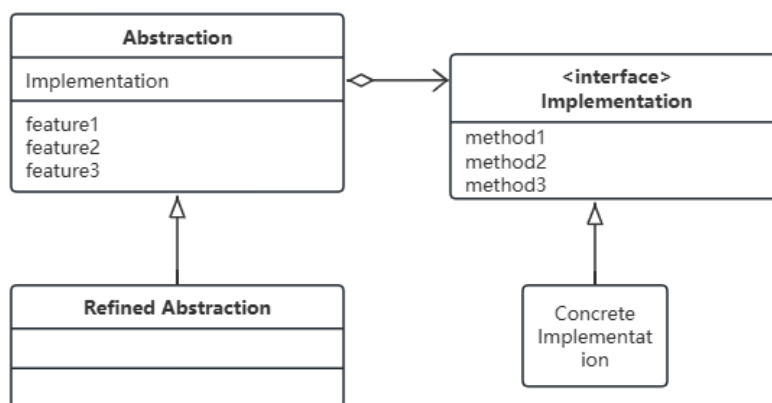 Abstraction
Implementation
feature1
feature2
feature3
<interface>
Implementation
method1
method2
method3
Refined Abstraction
Concrete
Implementat
ion